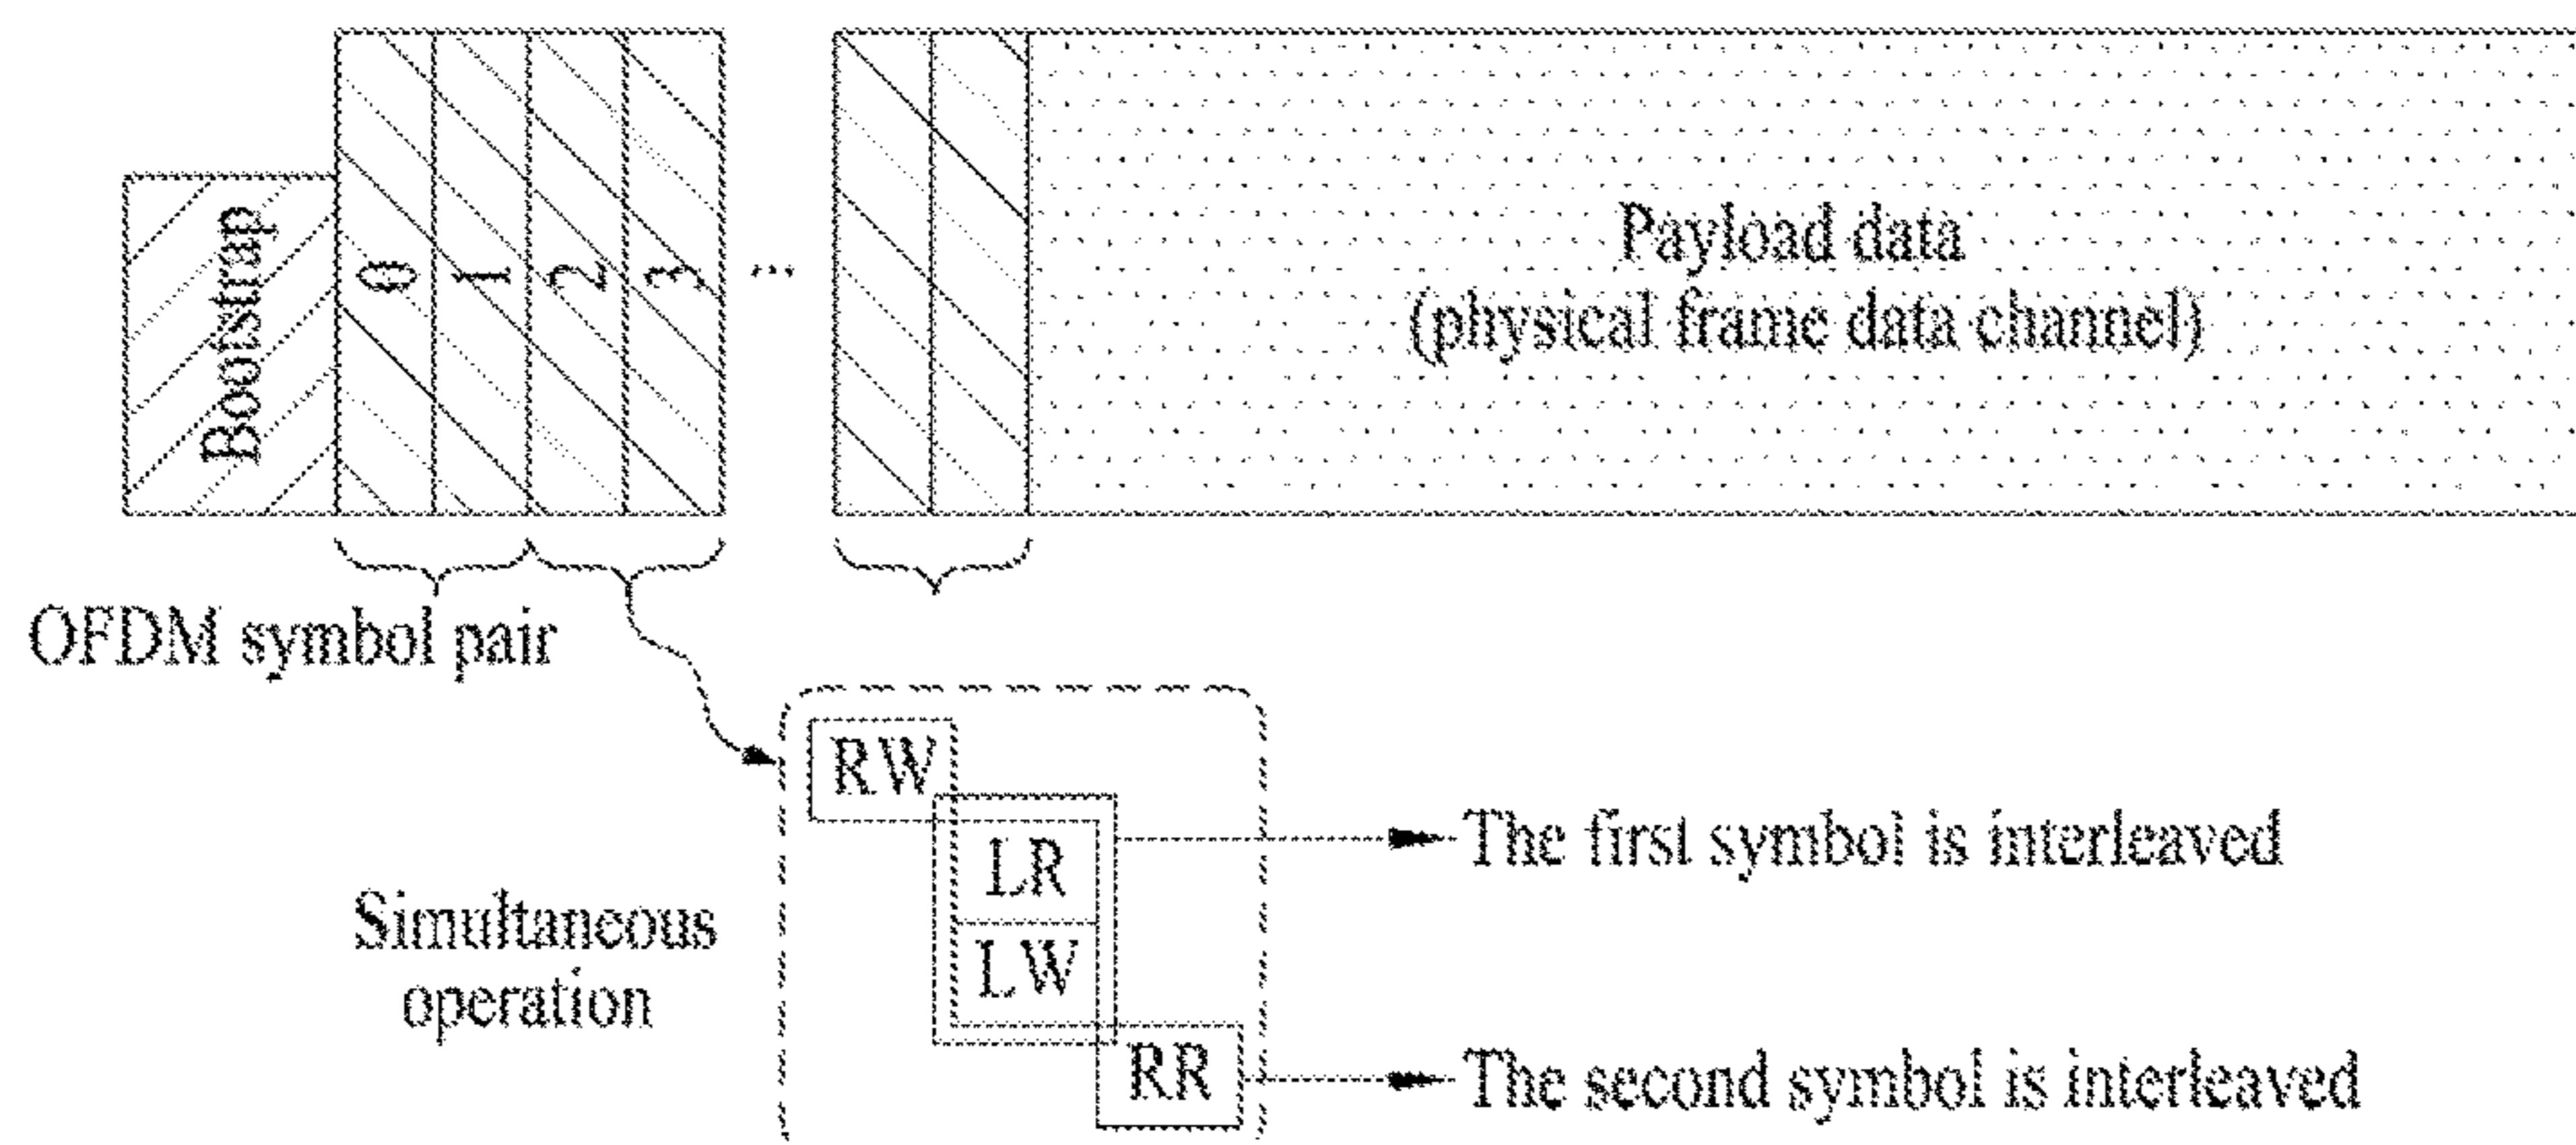 Bootstrap
0 1 2 3 ...
Payload data
(physical frame data channel)
OFDM symbol pair
RW
LR
LW
RR
The first symbol is interleaved
Simultaneous
operation
The second symbol is interleaved